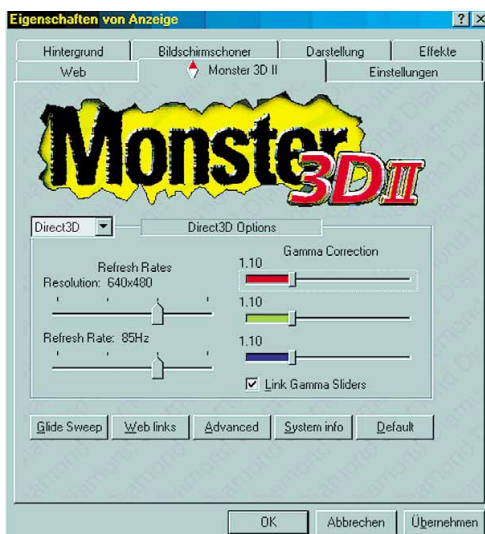 Eigenschaften von Anzeige
Hintergrund Bildschirmschoner Darstellung Effekte
Web Monster 3D II Einstellungen
Monster
3D II
Direct3D Direct3D Options
Gamma Correction
Refresh Rates 1.10
Resolution: 640x480
1.10
Refresh Rate: 85Hz 1.10
Link Gamma Sliders
Glide Sweep Web links Advanced System info Default
OK Abbrechen Übernehmen